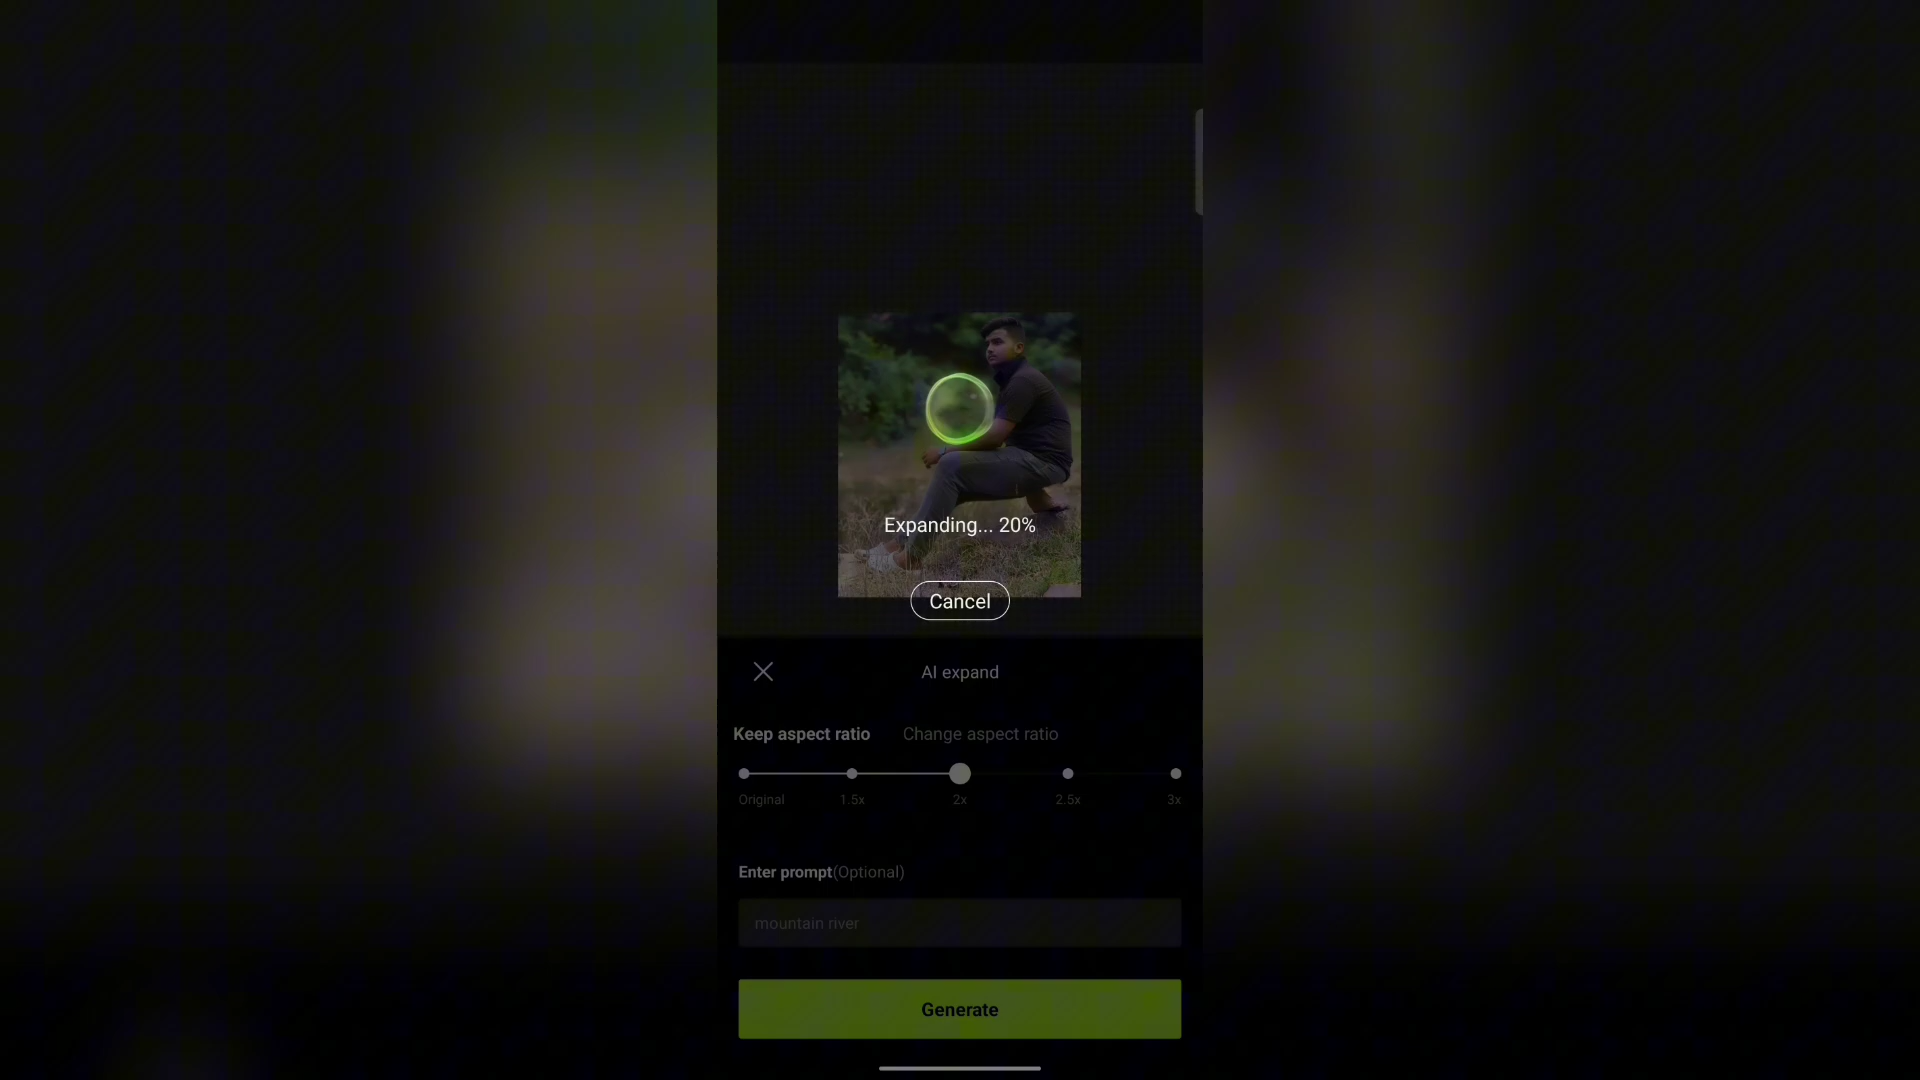 Expanding... 20%
Cancel
AI expand
Keep aspect ratio Change aspect ratio
Original 1.5x 2x 2.5x 3x
Enter prompt(Optional)
mountain river
Generate